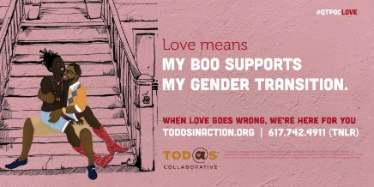 #QTPOCLOVE
Love means
MY BOO SUPPORTS
MY GENDER TRANSITION.
WHEN LOVE GOES WRONG, WE'RE HERE FOR YOU
TODOSINACTION.ORG | 617.742.4911 (TNLR)
TOD@S
COLLABORATIVE